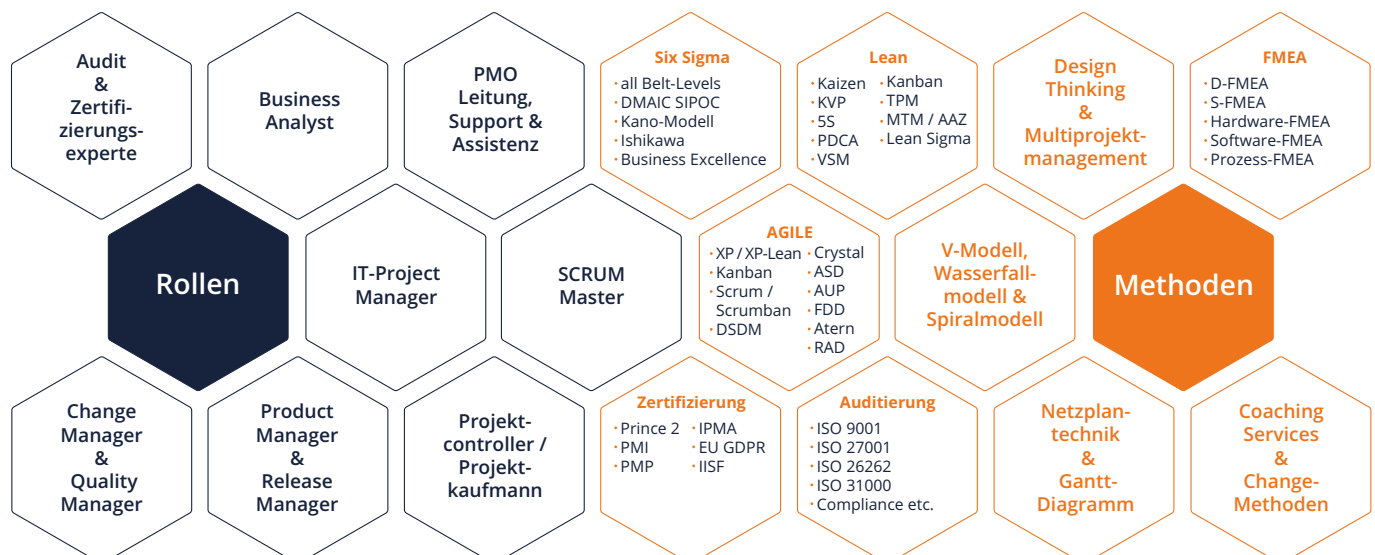 Audit
&
Zertifi-
zierungs-
experte
Business
Analyst
PMO
Leitung,
Support &
Assistenz
Six Sigma
· all Belt-Levels
· DMAIC SIPOC
· Kano-Modell
· Ishikawa
· Business Excellence
Lean
· Kaizen
· KVP
· 5S
· PDCA
· VSM
· Kanban
· TPM
· MTM / AAZ
· Lean Sigma
Design
Thinking
&
Multiprojekt-
management
FMEA
· D-FMEA
· S-FMEA
· Hardware-FMEA
· Software-FMEA
· Prozess-FMEA
Rollen
IT-Project
Manager
SCRUM
Master
AGILE
· XP / XP-Lean
· Kanban
· Scrum /
Scrumban
· DSDM
· Crystal
· ASD
· AUP
· FDD
· Atern
· RAD
V-Modell,
Wasserfall-
modell &
Spiralmodell
Methoden
Change
Manager
&
Quality
Manager
Product
Manager
&
Release
Manager
Projekt-
controller /
Projekt-
kaufmann
Zertifizierung
· Prince 2
· PMI
· PMP
· IPMA
· EU GDPR
· IISF
Auditierung
· ISO 9001
· ISO 27001
· ISO 26262
· ISO 31000
· Compliance etc.
Netzplan-
technik
&
Gantt-
Diagramm
Coaching
Services
&
Change-
Methoden